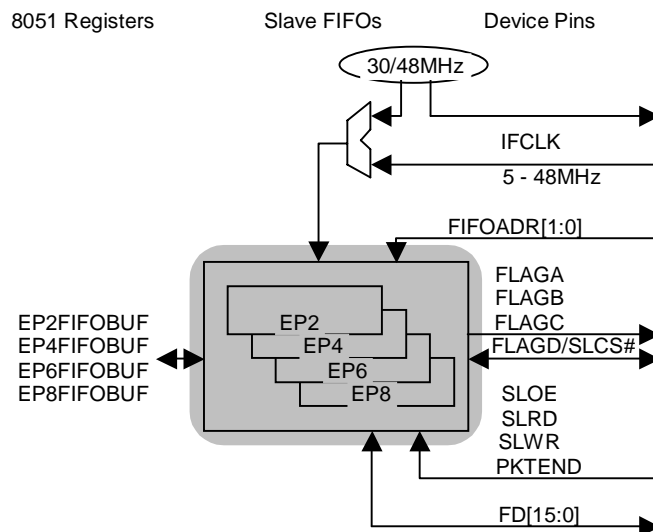 8051 Registers Slave FIFOs Device Pins
30/48MHz
IFCLK
5 - 48MHz
FIFOADR[1:0]
EP2FIFOBUF
EP4FIFOBUF
EP6FIFOBUF
EP8FIFOBUF
EP2
EP4
EP6
EP8
FLAGA
FLAGB
FLAGC
FLAGD/SLCS#
SLOE
SLRD
SLWR
PKTEND
FD[15:0]